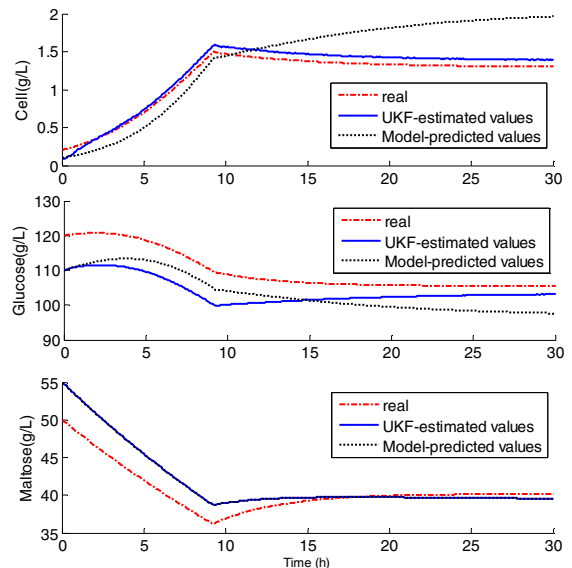 2
1.5
1
0.5
0
Cell(g/L)
real
UKF-estimated values
Model-predicted values
0 5 10 15 20 25 30
130
120
110
100
90
Glucose(g/L)
real
UKF-estimated values
Model-predicted values
0 5 10 15 20 25 30
55
50
45
40
35
Maltose(g/L)
real
UKF-estimated values
Model-predicted values
0 5 10 15 20 25 30
Time (h)